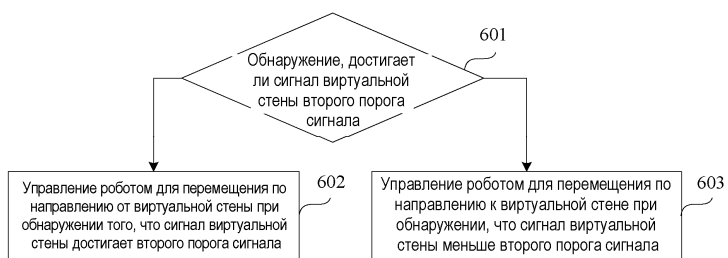 601
Обнаружение, достигает
ли сигнал виртуальной
стены второго порога
сигнала
602
Управление роботом для перемещения по
направлению от виртуальной стены при
обнаружении того, что сигнал виртуальной
стены достигает второго порога сигнала
603
Управление роботом для перемещения по
направлению к виртуальной стене при
обнаружении, что сигнал виртуальной
стены меньше второго порога сигнала